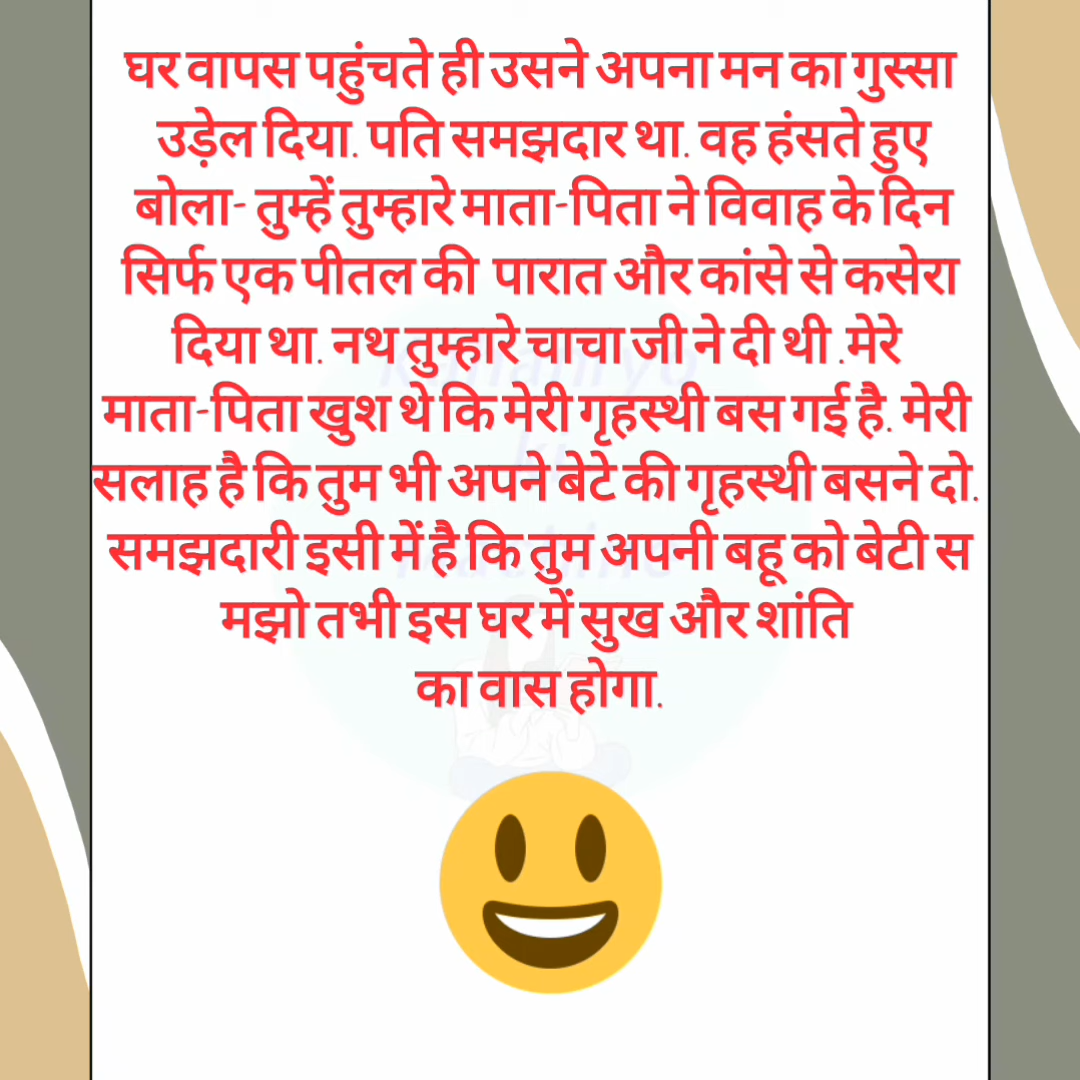 घर वापस पहुंचते ही उसने अपना मन का गुस्सा
उड़ेल दिया. पति समझदार था. वह हंसते हुए
बोला- तुम्हें तुम्हारे माता-पिता ने विवाह के दिन
सिर्फ एक पीतल की पारात और कांसे से कसेरा
दिया था. नथ तुम्हारे चाचा जी ने दी थी .मेरे
माता-पिता खुश थे कि मेरी गृहस्थी बस गई है. मेरी
सलाह है कि तुम भी अपने बेटे की गृहस्थी बसने दो.
समझदारी इसी में है कि तुम अपनी बहू को बेटी स
मझो तभी इस घर में सुख और शांति
का वास होगा.